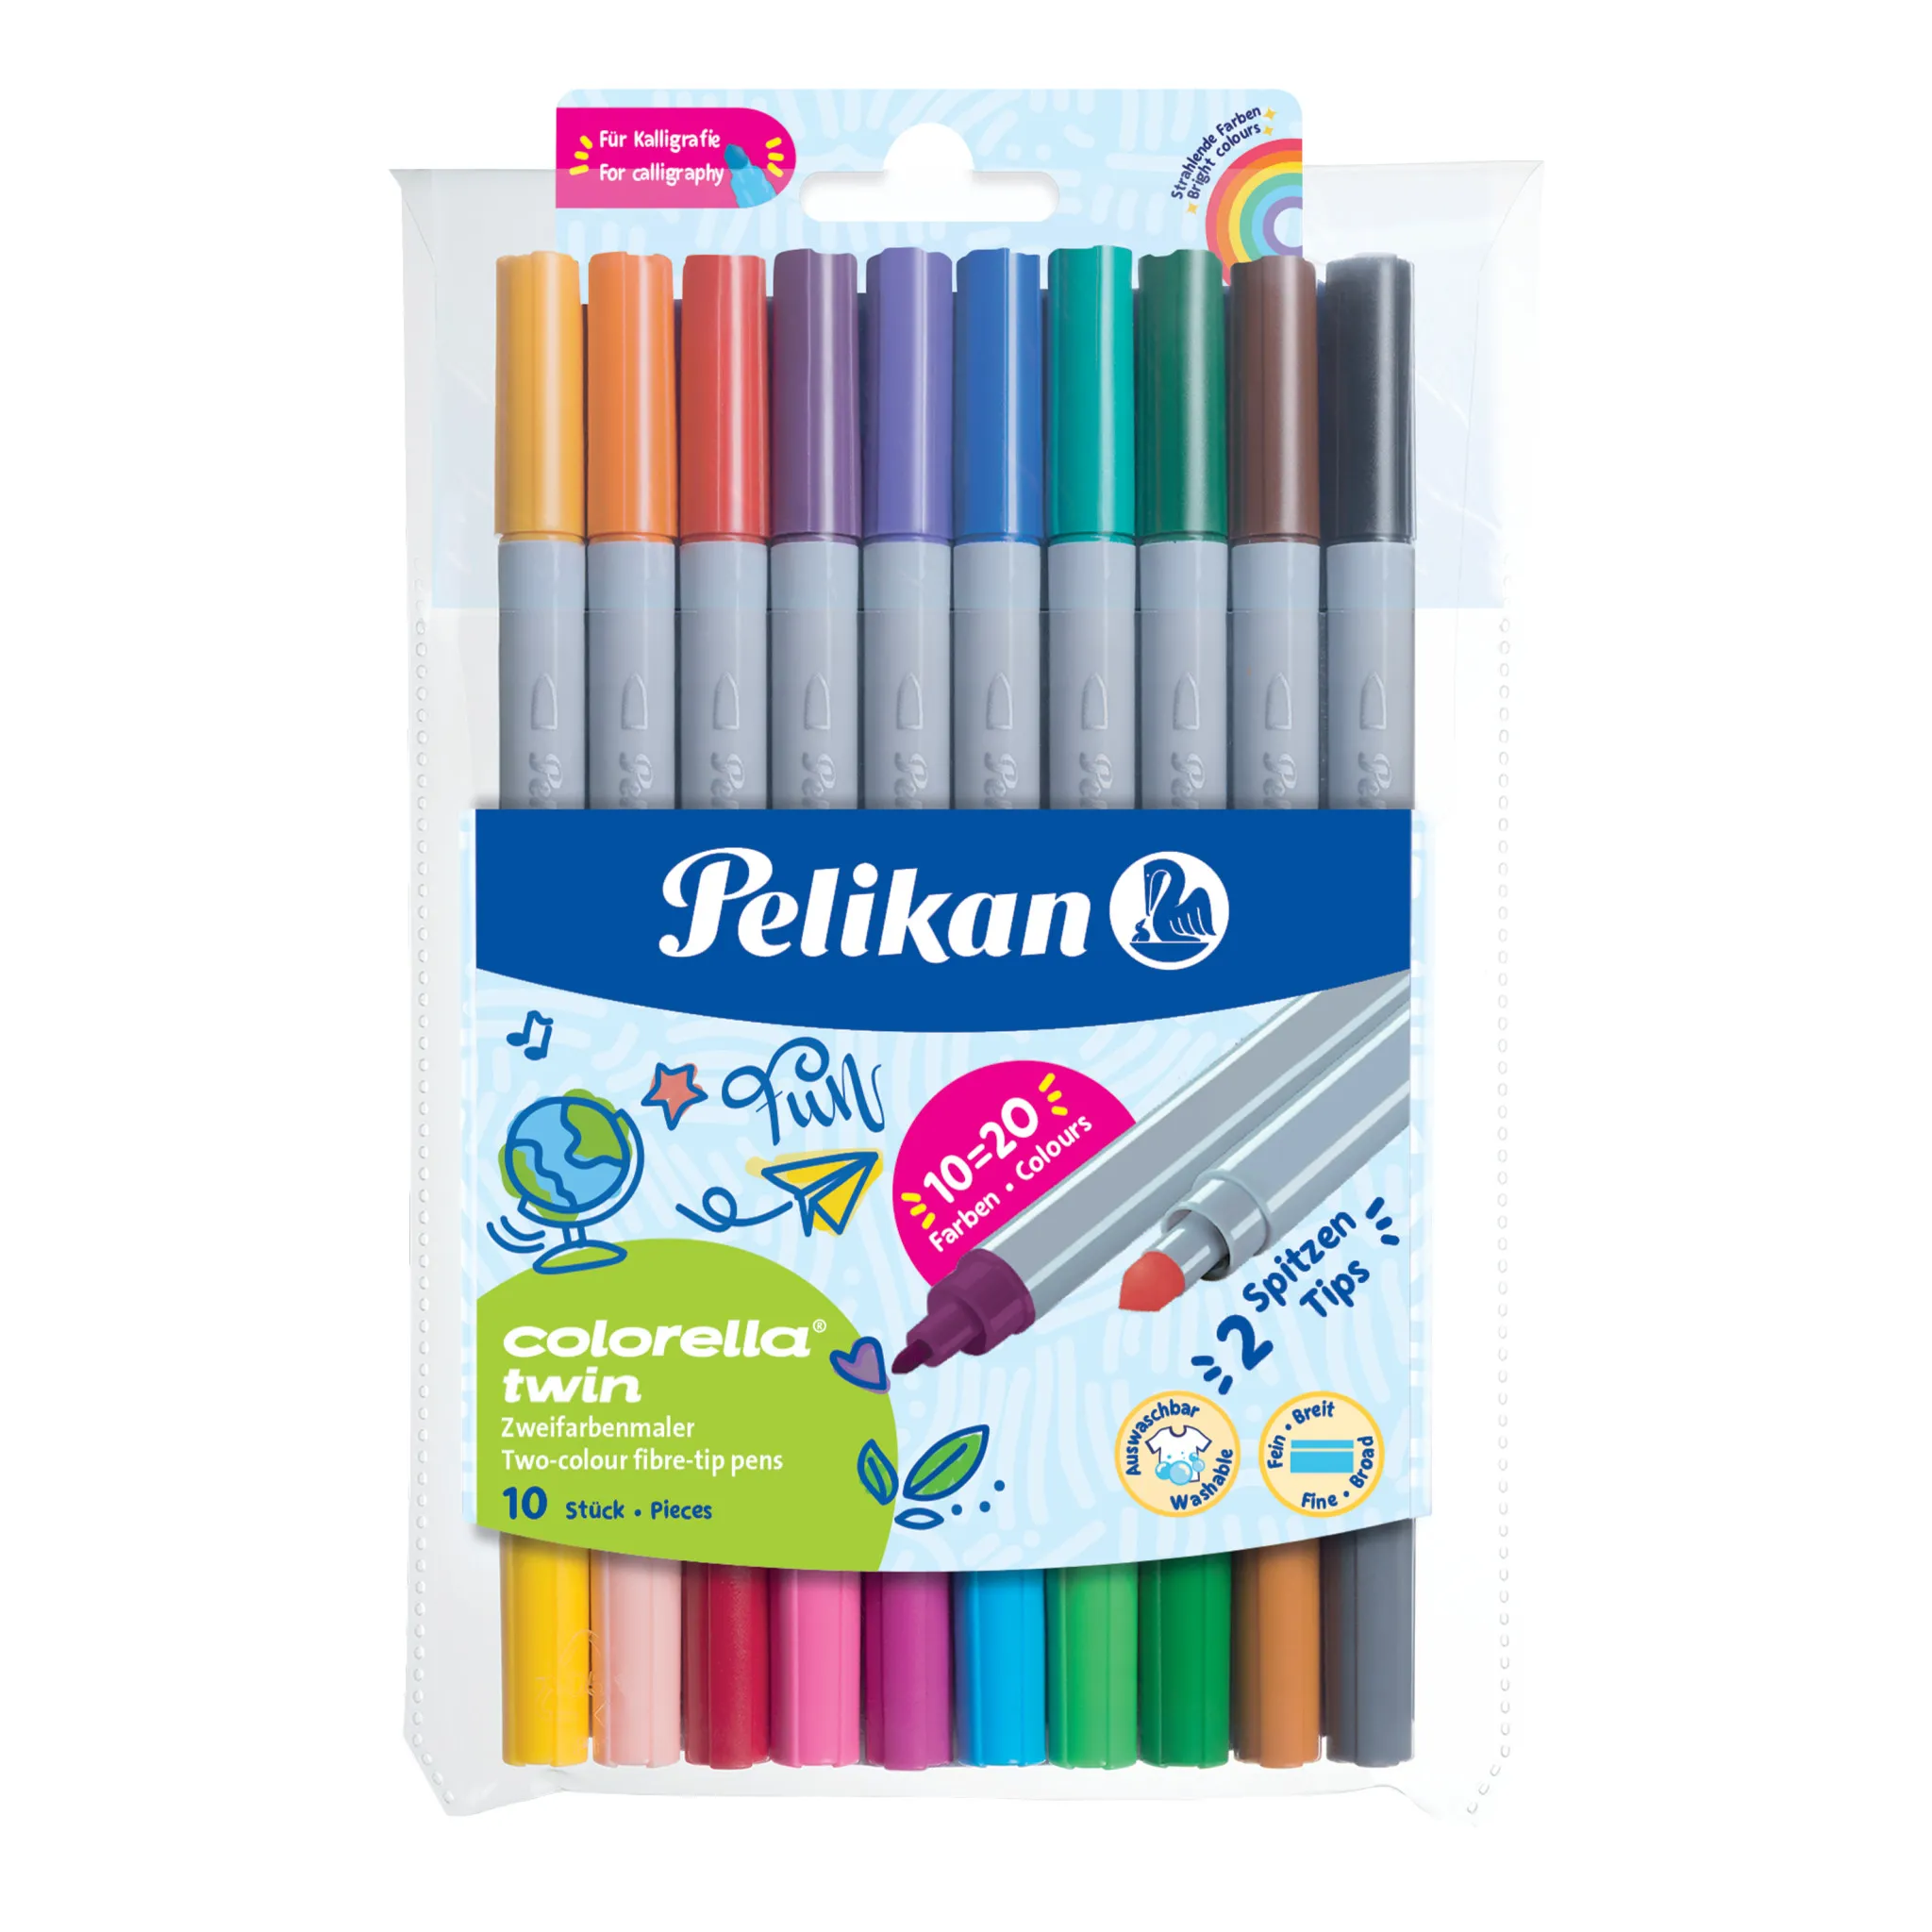 Für Kalligrafie
For calligraphy
Strahlende Farben
Bright colours
Pelikan
Fun
10=20
Farben • Colours
2 Spitzen
Tips
colorella®
twin
Zweifarbenmaler
Two-colour fibre-tip pens
10 Stück • Pieces
Auswaschbar
Washable
Fein • Breit
Fine • Broad